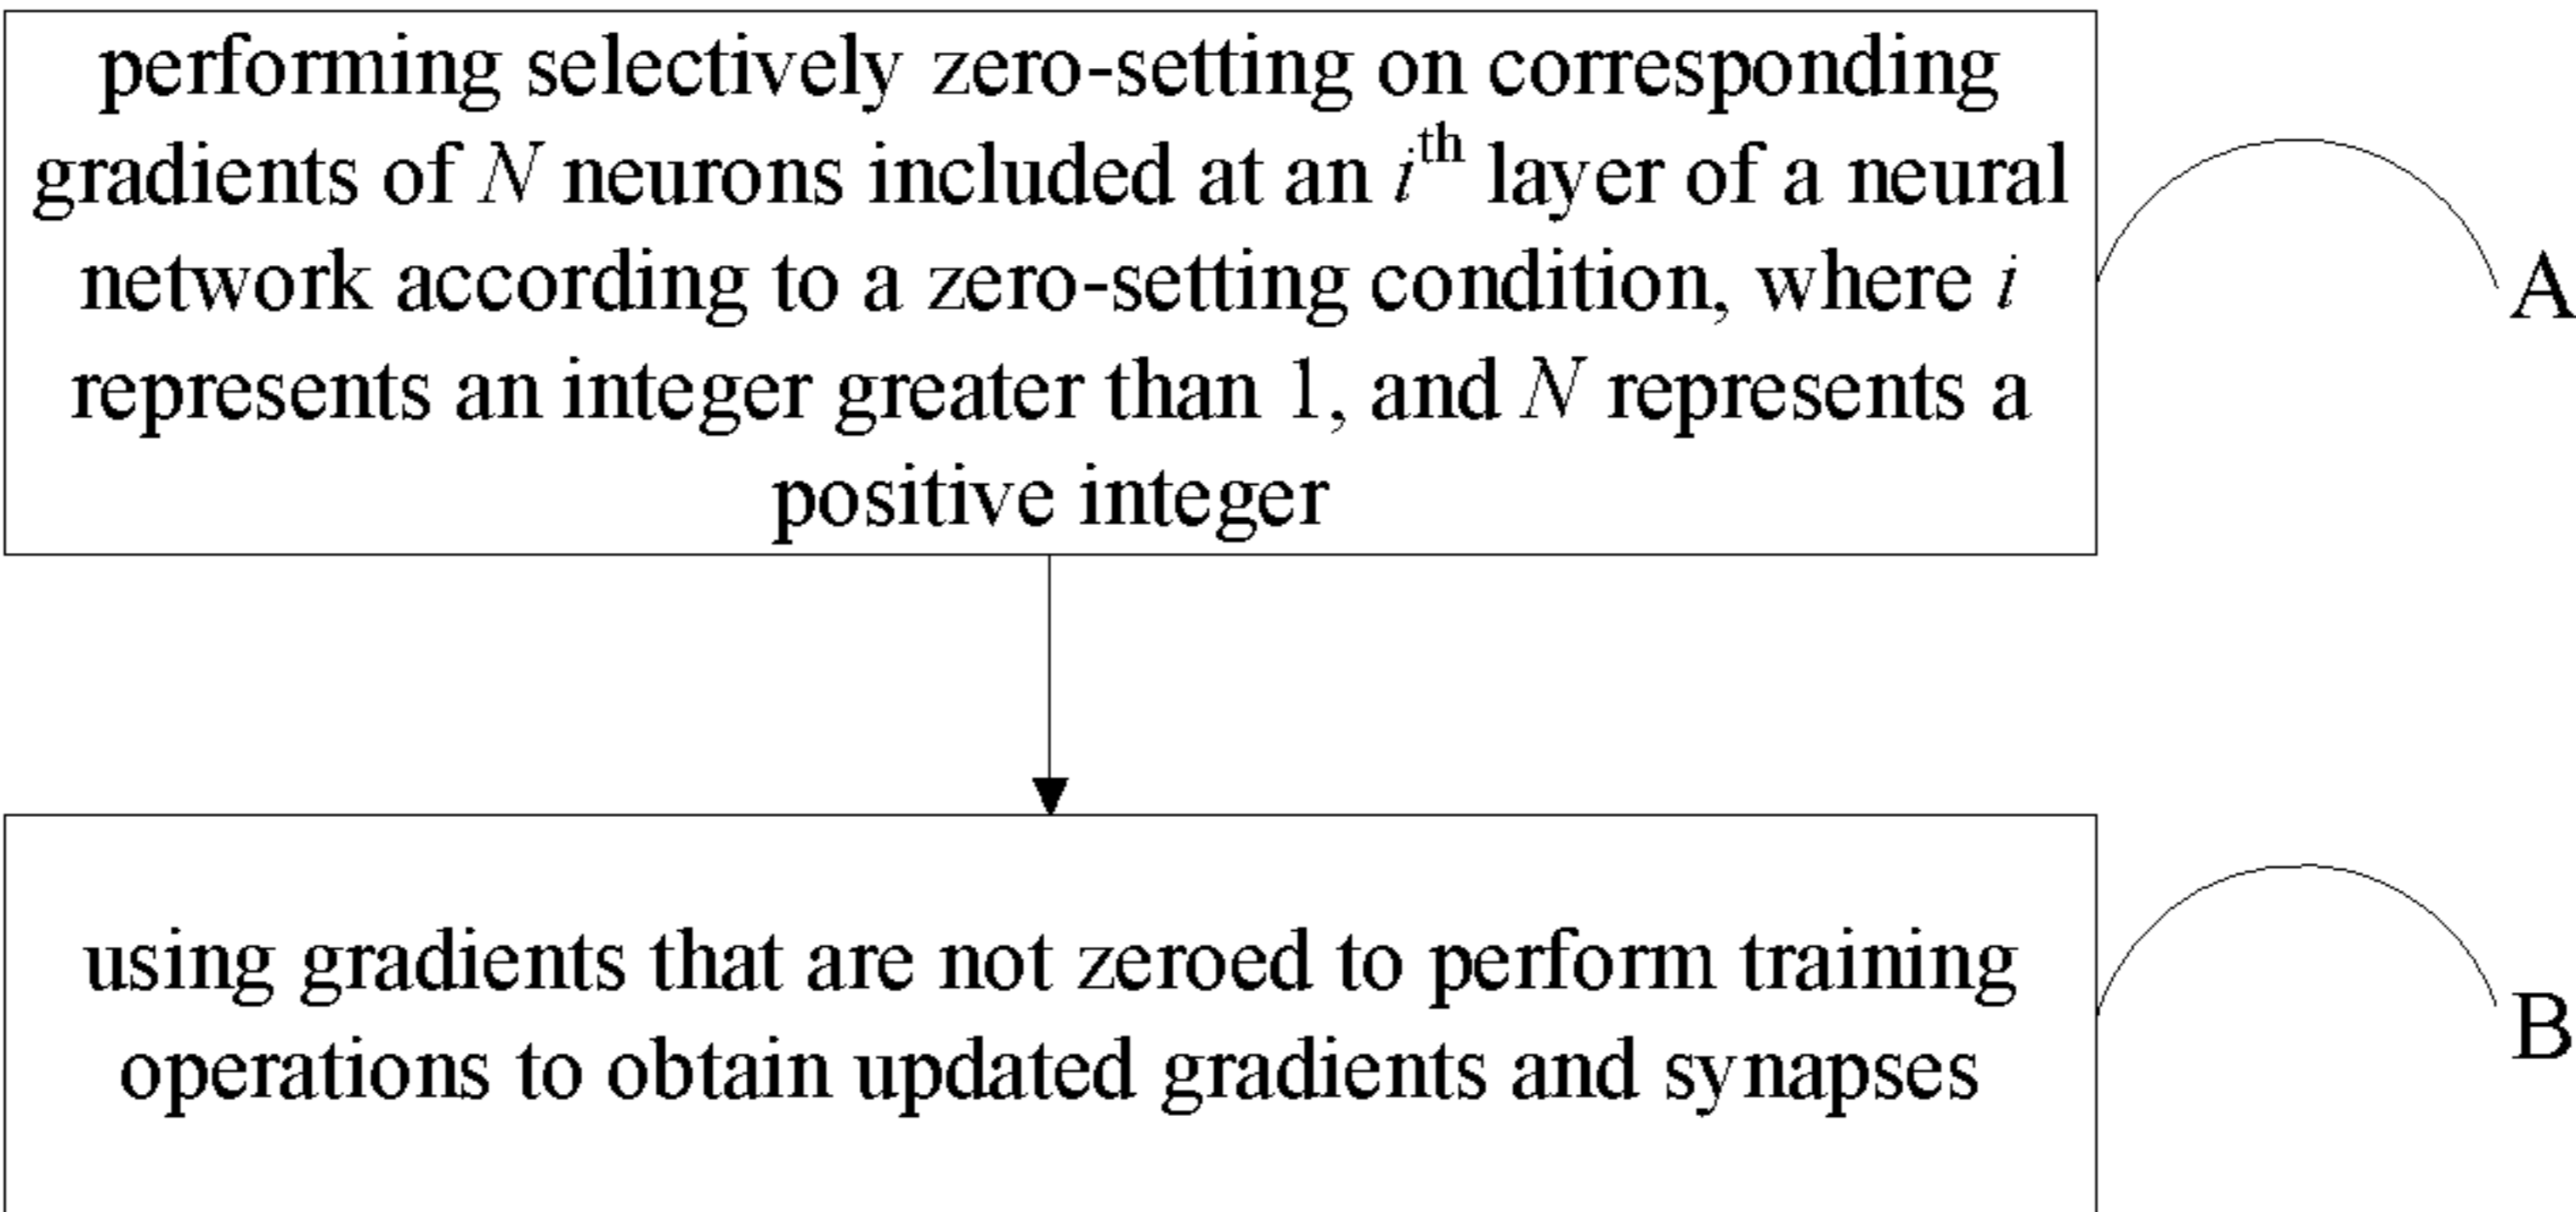 performing selectively zero-setting on corresponding
gradients of N neurons included at an i^th layer of a neural
network according to a zero-setting condition, where i
represents an integer greater than 1, and N represents a
positive integer
A
using gradients that are not zeroed to perform training
operations to obtain updated gradients and synapses
B